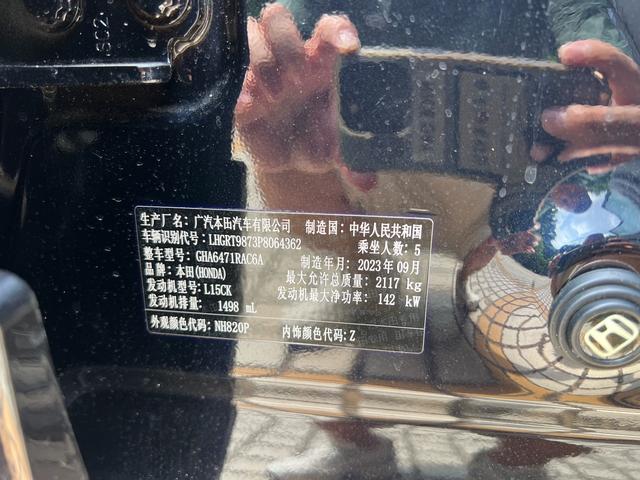 SC2
生产厂名：广汽本田汽车有限公司 制造国：中华人民共和国
车辆识别代号：LHGRT9873P8064362 乘坐人数：5
整车型号：GHA6471RAC6A 制造年月：2023年09月
品牌：本田(HONDA) 最大允许总质量：2117 kg
发动机型号：L15CK 发动机最大净功率：142 kW
发动机排量：1498 mL
外观颜色代码：NH820P 内饰颜色代码：Z